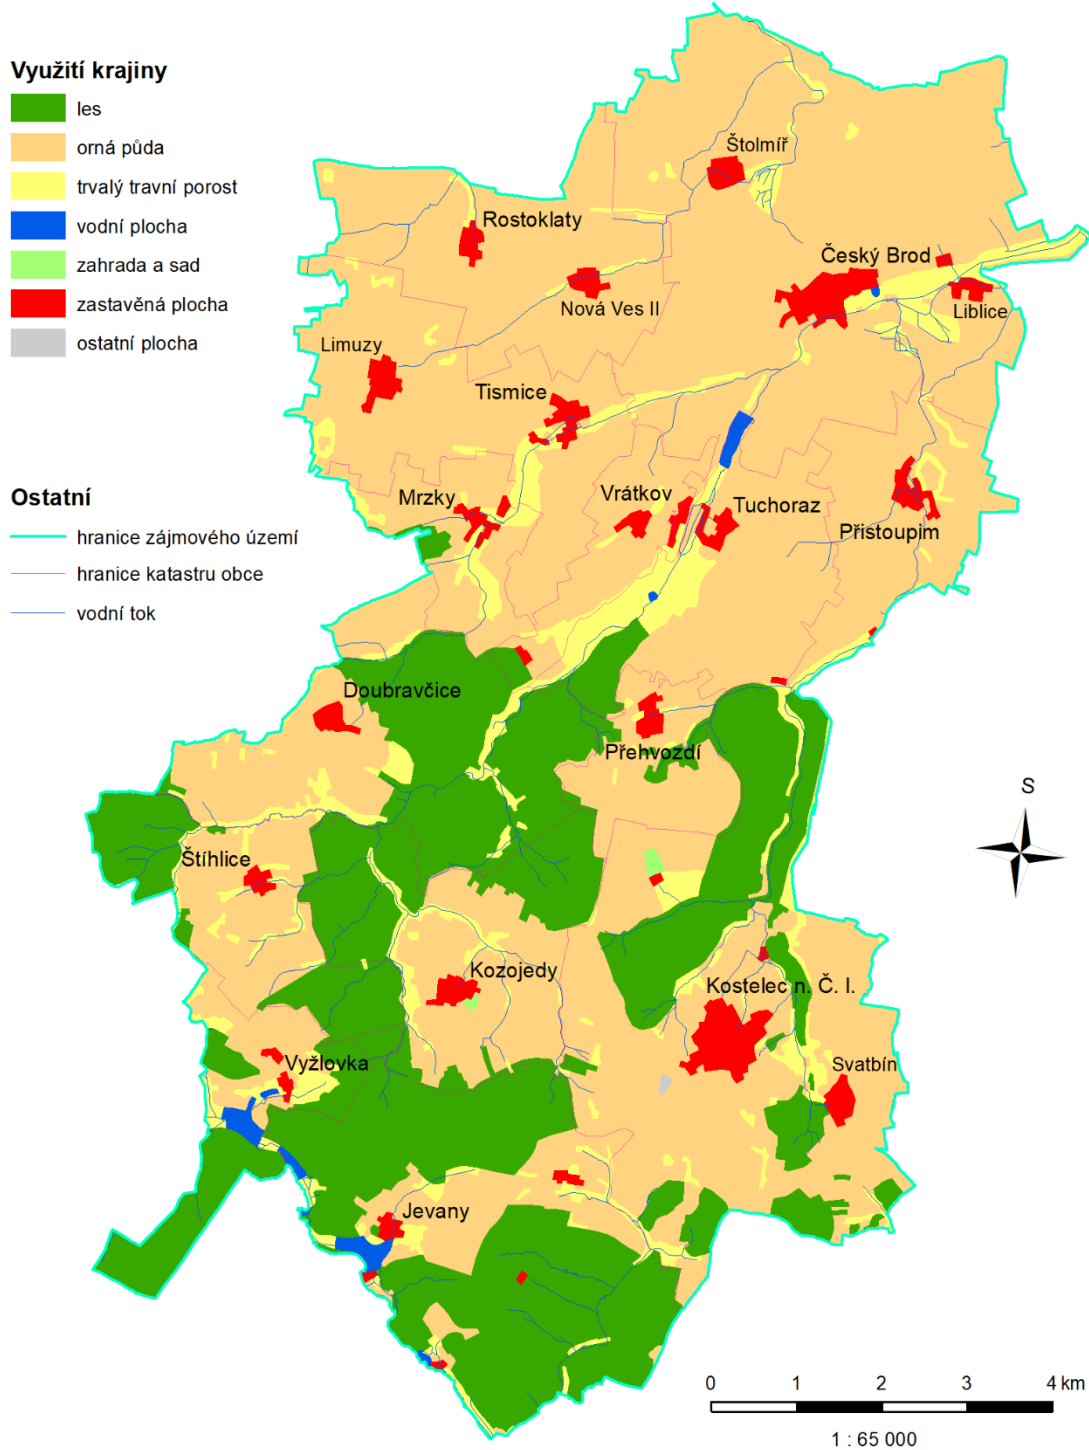 Využití krajiny
les
orná půda
trvalý travní porost
vodní plocha
zahrada a sad
zastavěná plocha
ostatní plocha
Ostatní
hranice zájmového území
hranice katastru obce
vodní tok
Štolmíř
Rostoklaty
Český Brod
Nová Ves II
Liblice
Limuzy
Tismice
Mrzky
Vrátkov
Tuchoraz
Přistoupim
Doubravčice
Přehvozdí
Štíhlice
Kozojedy
Kostelec n. Č. l.
Vyžlovka
Svatbín
Jevany
S
0 1 2 3 4 km
1 : 65 000